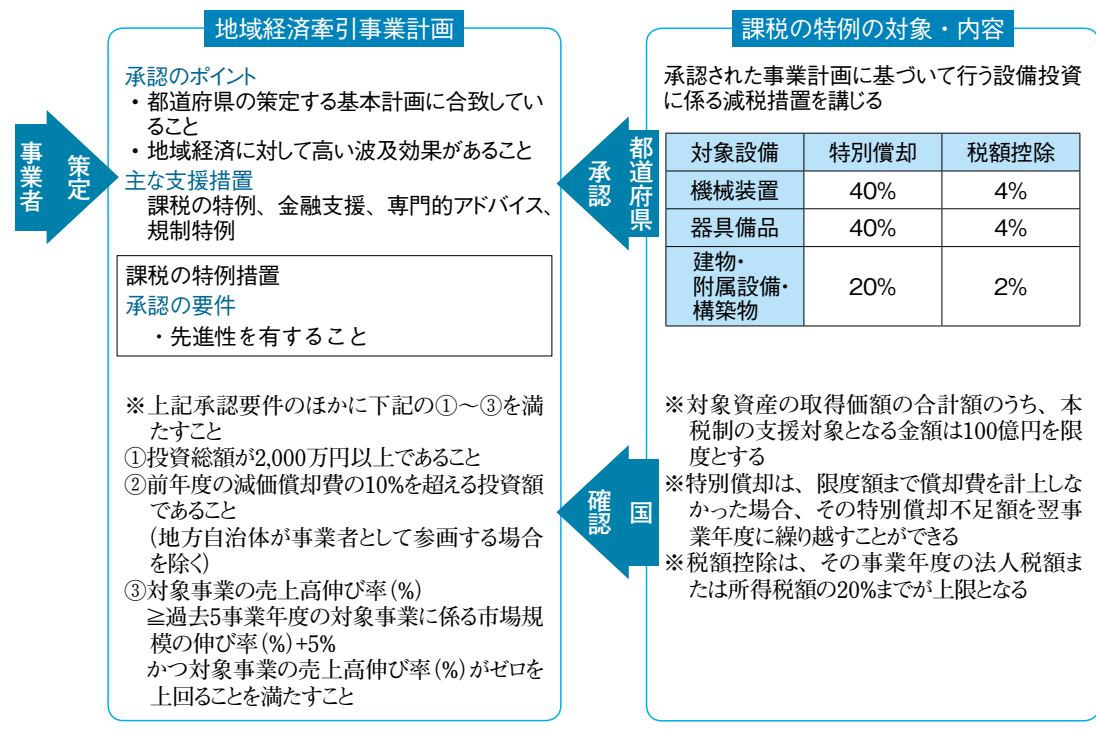 事業者
策定
地域経済牽引事業計画
承認のポイント
・都道府県の策定する基本計画に合致してい
ること
・地域経済に対して高い波及効果があること
主な支援措置
課税の特例、金融支援、専門的アドバイス、
規制特例
課税の特例措置
承認の要件
・先進性を有すること
※上記承認要件のほかに下記の①～③を満
たすこと
①投資総額が2,000万円以上であること
②前年度の減価償却費の10%を超える投資額
であること
(地方自治体が事業者として参画する場合
を除く)
③対象事業の売上高伸び率(%)
≧過去5事業年度の対象事業に係る市場規
模の伸び率(%)+5%
かつ対象事業の売上高伸び率(%)がゼロを
上回ることを満たすこと
都道府県
承認
国
確認
課税の特例の対象・内容
承認された事業計画に基づいて行う設備投資
に係る減税措置を講じる
対象設備 特別償却 税額控除
機械装置 40% 4%
器具備品 40% 4%
建物・
附属設備・ 20% 2%
構築物
※対象資産の取得価額の合計額のうち、本
税制の支援対象となる金額は100億円を限
度とする
※特別償却は、限度額まで償却費を計上しな
かった場合、その特別償却不足額を翌事
業年度に繰り越すことができる
※税額控除は、その事業年度の法人税額ま
たは所得税額の20%までが上限となる